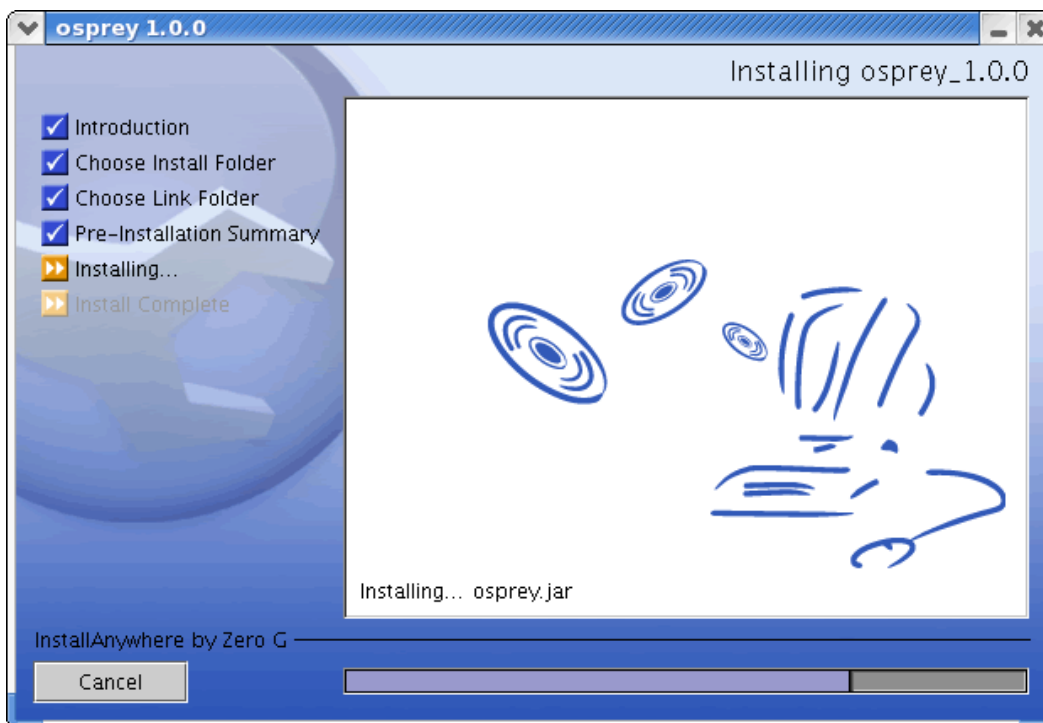 osprey 1.0.0
Installing osprey_1.0.0
Introduction
Choose Install Folder
Choose Link Folder
Pre-Installation Summary
Installing...
Install Complete
Installing... osprey.jar
InstallAnywhere by Zero G
Cancel